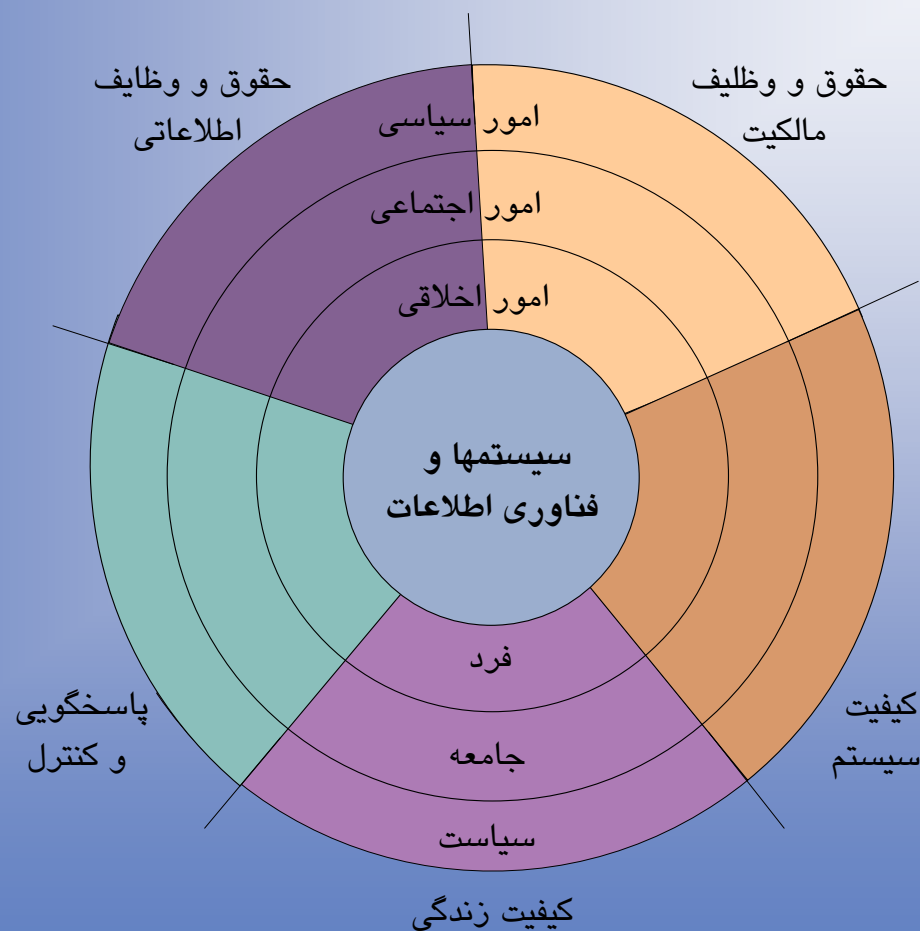 حقوق و وظلیف
مالکیت
حقوق و وظایف
اطلاعاتی
امور سیاسی
امور اجتماعی
امور اخلاقی
سیستمها و
فناوری اطلاعات
فرد
جامعه
سیاست
کیفیت
سیستم
پاسخگویی
و کنترل
کیفیت زندگی